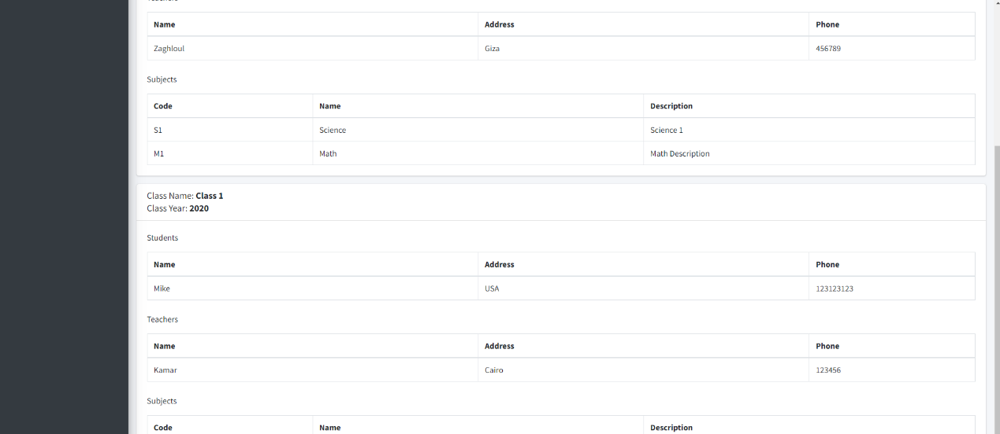 Teachers
Name Address Phone
Zaghloul Giza 456789
Subjects
Code Name Description
S1 Science Science 1
M1 Math Math Description
Class Name: Class 1
Class Year: 2020
Students
Name Address Phone
Mike USA 123123123
Teachers
Name Address Phone
Kamar Cairo 123456
Subjects
Code Name Description